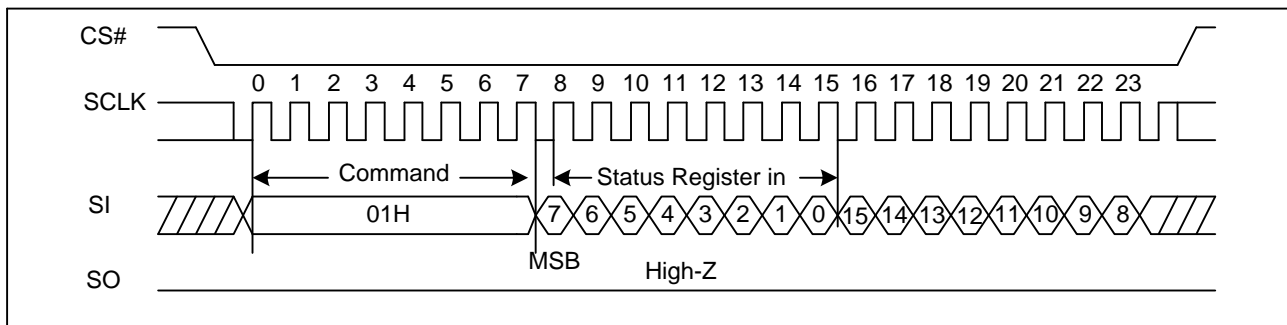 CS#
0 1 2 3 4 5 6 7 8 9 10 11 12 13 14 15 16 17 18 19 20 21 22 23
SCLK
Command Status Register in
SI 01H 7 6 5 4 3 2 1 0 15 14 13 12 11 10 9 8
MSB
SO High-Z